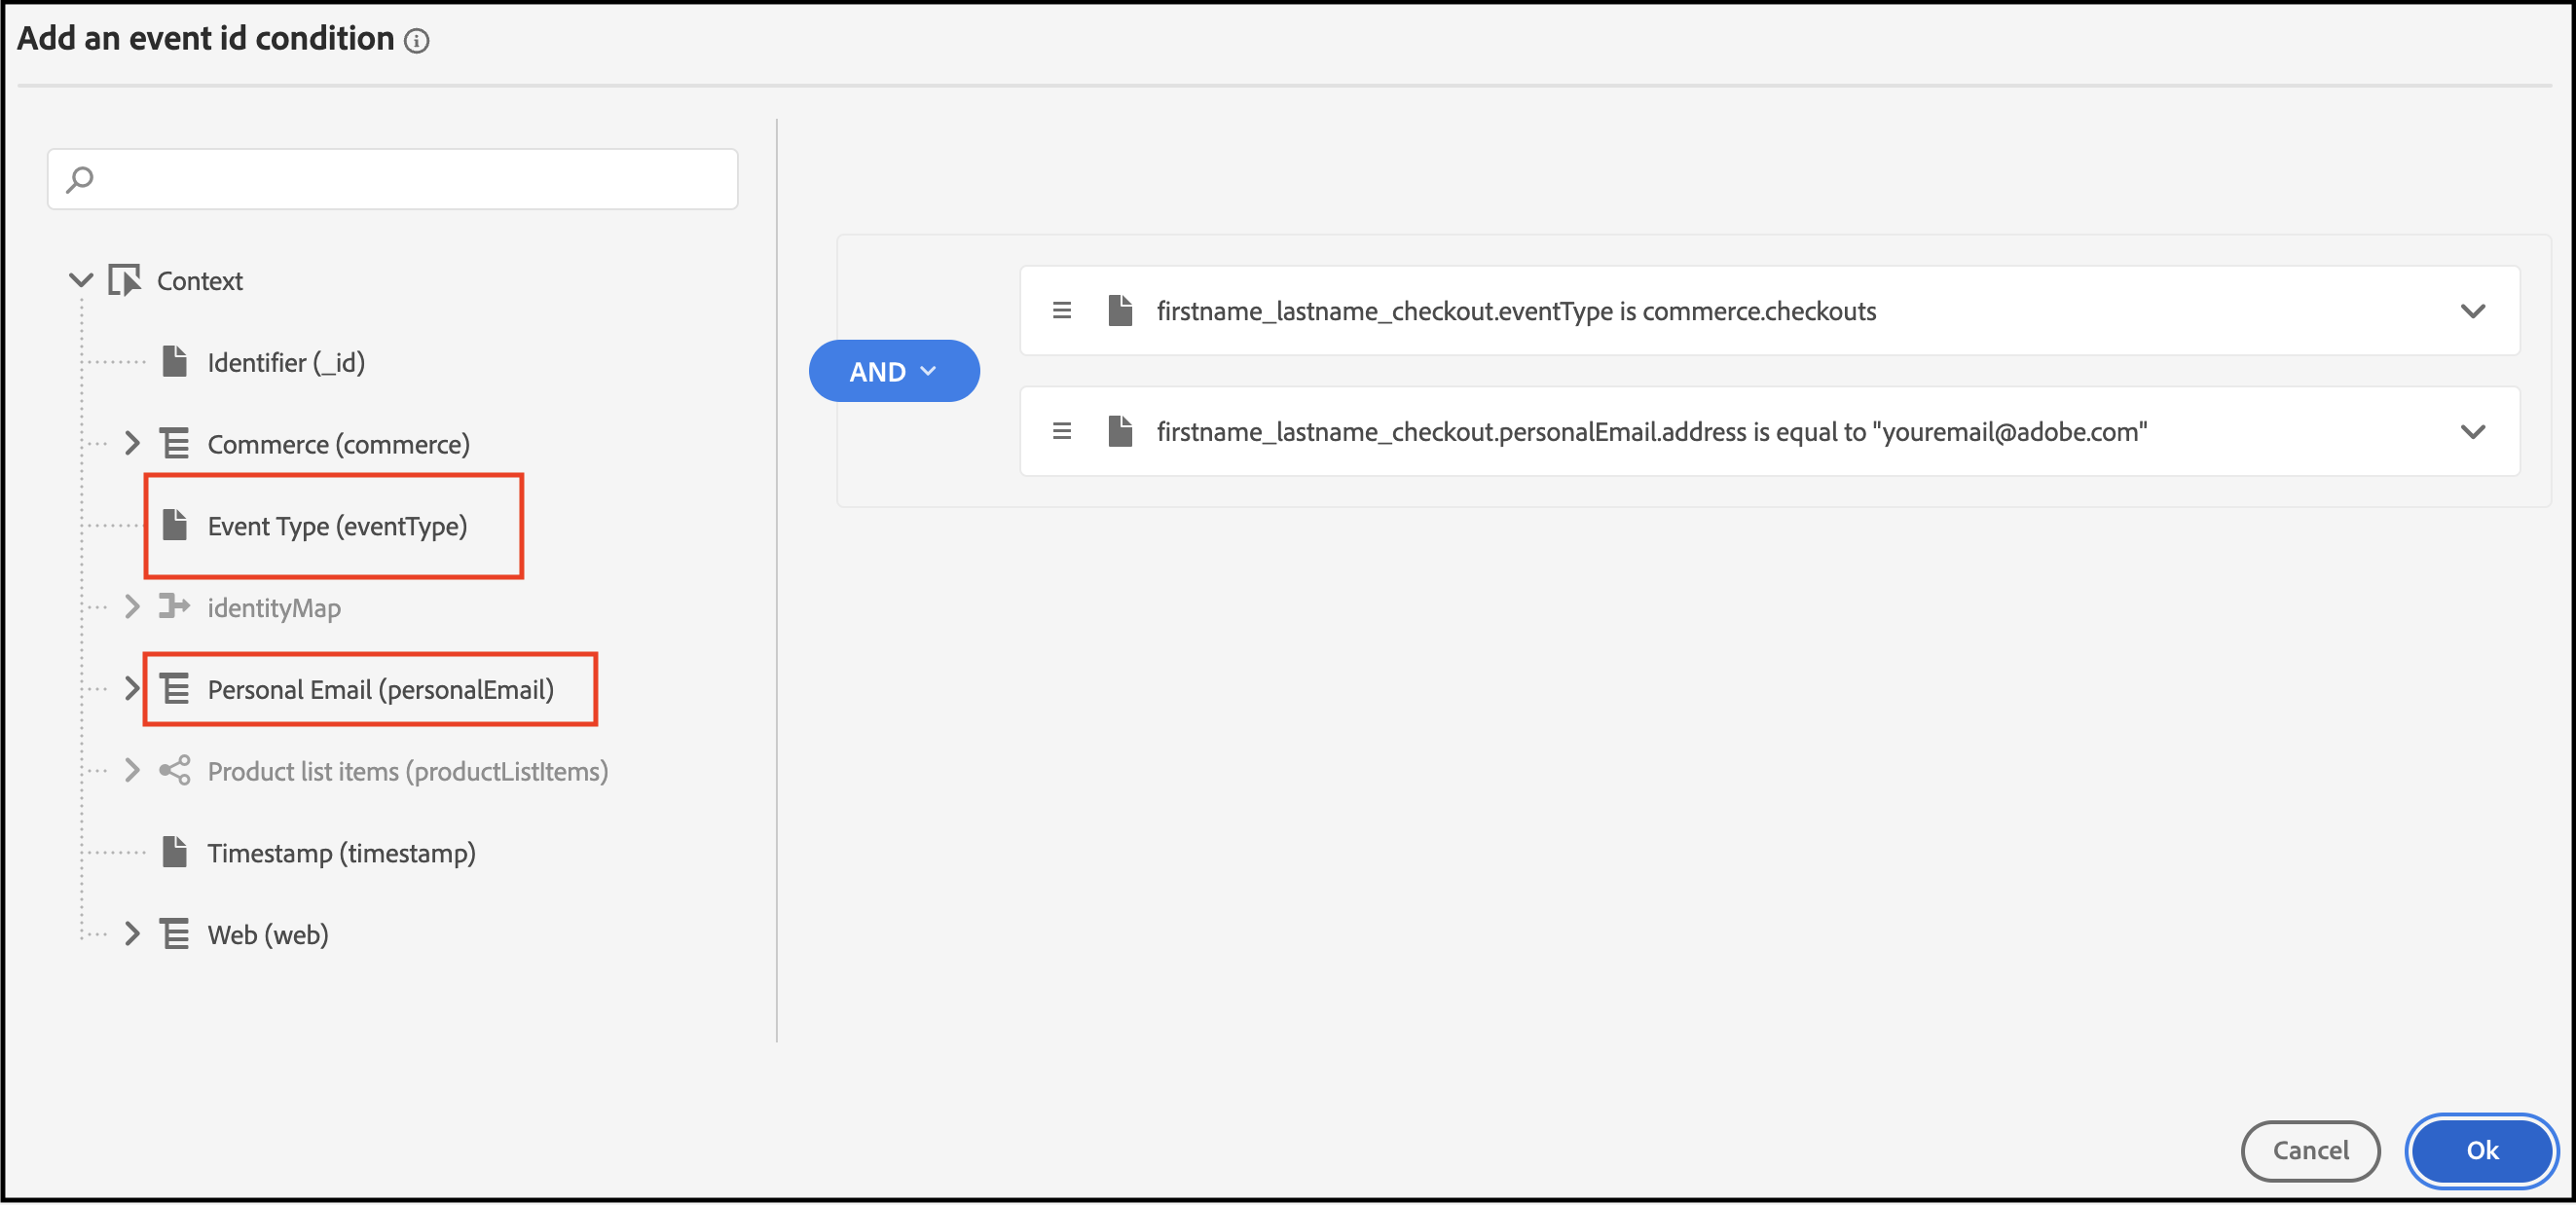 Add an event id condition
Context
Identifier (_id)
Commerce (commerce)
Event Type (eventType)
identityMap
Personal Email (personalEmail)
Product list items (productListItems)
Timestamp (timestamp)
Web (web)
firstname_lastname_checkout.eventType is commerce.checkouts
AND
firstname_lastname_checkout.personalEmail.address is equal to "youremail@adobe.com"
Cancel
Ok